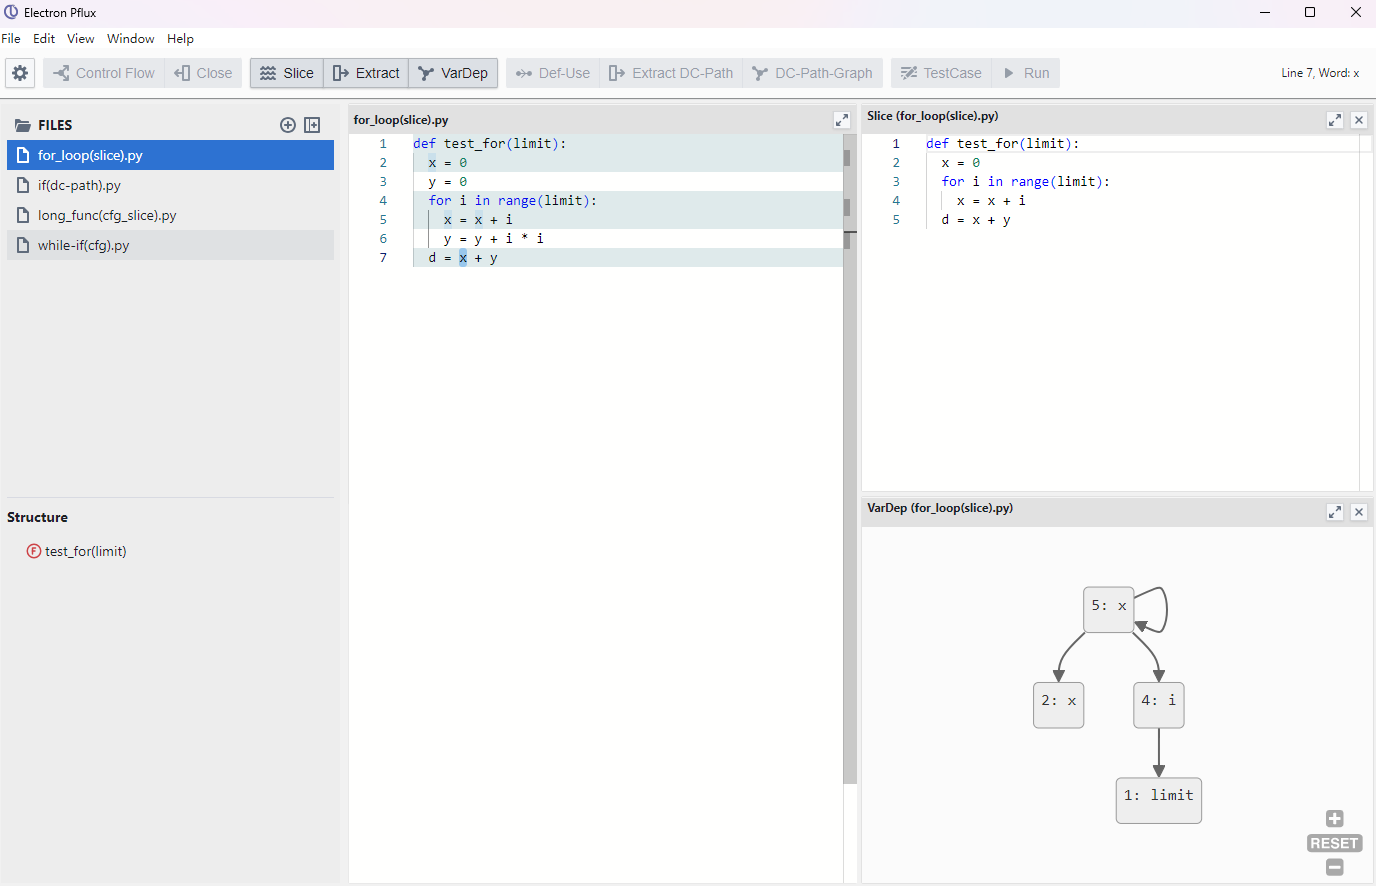 Electron Pflux
File Edit View Window Help
Control Flow Close Slice Extract VarDep Def-Use Extract DC-Path DC-Path-Graph TestCase Run Line 7, Word: x
FILES
for_loop(slice).py
if(dc-path).py
long_func(cfg_slice).py
while-if(cfg).py
Structure
F test_for(limit)
for_loop(slice).py
1 def test_for(limit):
2 x = 0
3 y = 0
4 for i in range(limit):
5 x = x + i
6 y = y + i * i
7 d = x + y
Slice (for_loop(slice).py)
1 def test_for(limit):
2 x = 0
3 for i in range(limit):
4 x = x + i
5 d = x + y
VarDep (for_loop(slice).py)
5: x
2: x 4: i
1: limit
RESET